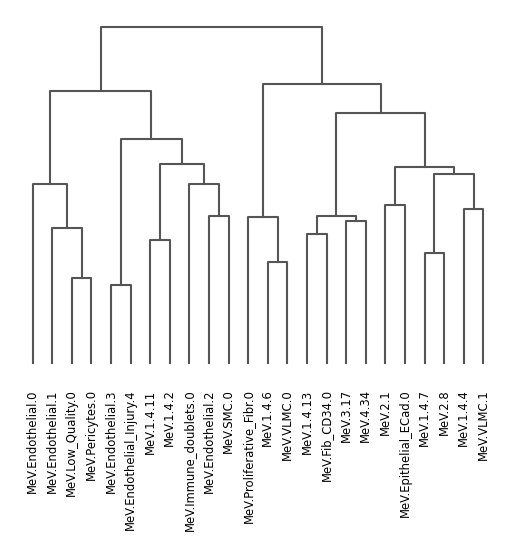 MeV.Endothelial.0
MeV.Endothelial.1
MeV.Low_Quality.0
MeV.Pericytes.0
MeV.Endothelial.3
MeV.Endothelial_Injury.4
MeV.1.4.11
MeV.1.4.2
MeV.Immune_doublets.0
MeV.Endothelial.2
MeV.SMC.0
MeV.Proliferative_Fibr.0
MeV.1.4.6
MeV.VLMC.0
MeV.1.4.13
MeV.Fib_CD34.0
MeV.3.17
MeV.4.34
MeV.2.1
MeV.Epithelial_ECad.0
MeV.1.4.7
MeV.2.8
MeV.1.4.4
MeV.VLMC.1